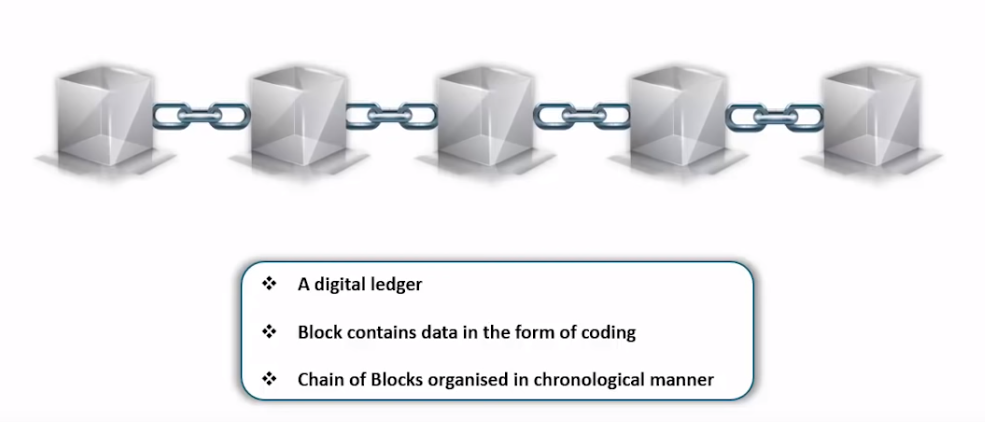 ❖ A digital ledger
❖ Block contains data in the form of coding
❖ Chain of Blocks organised in chronological manner